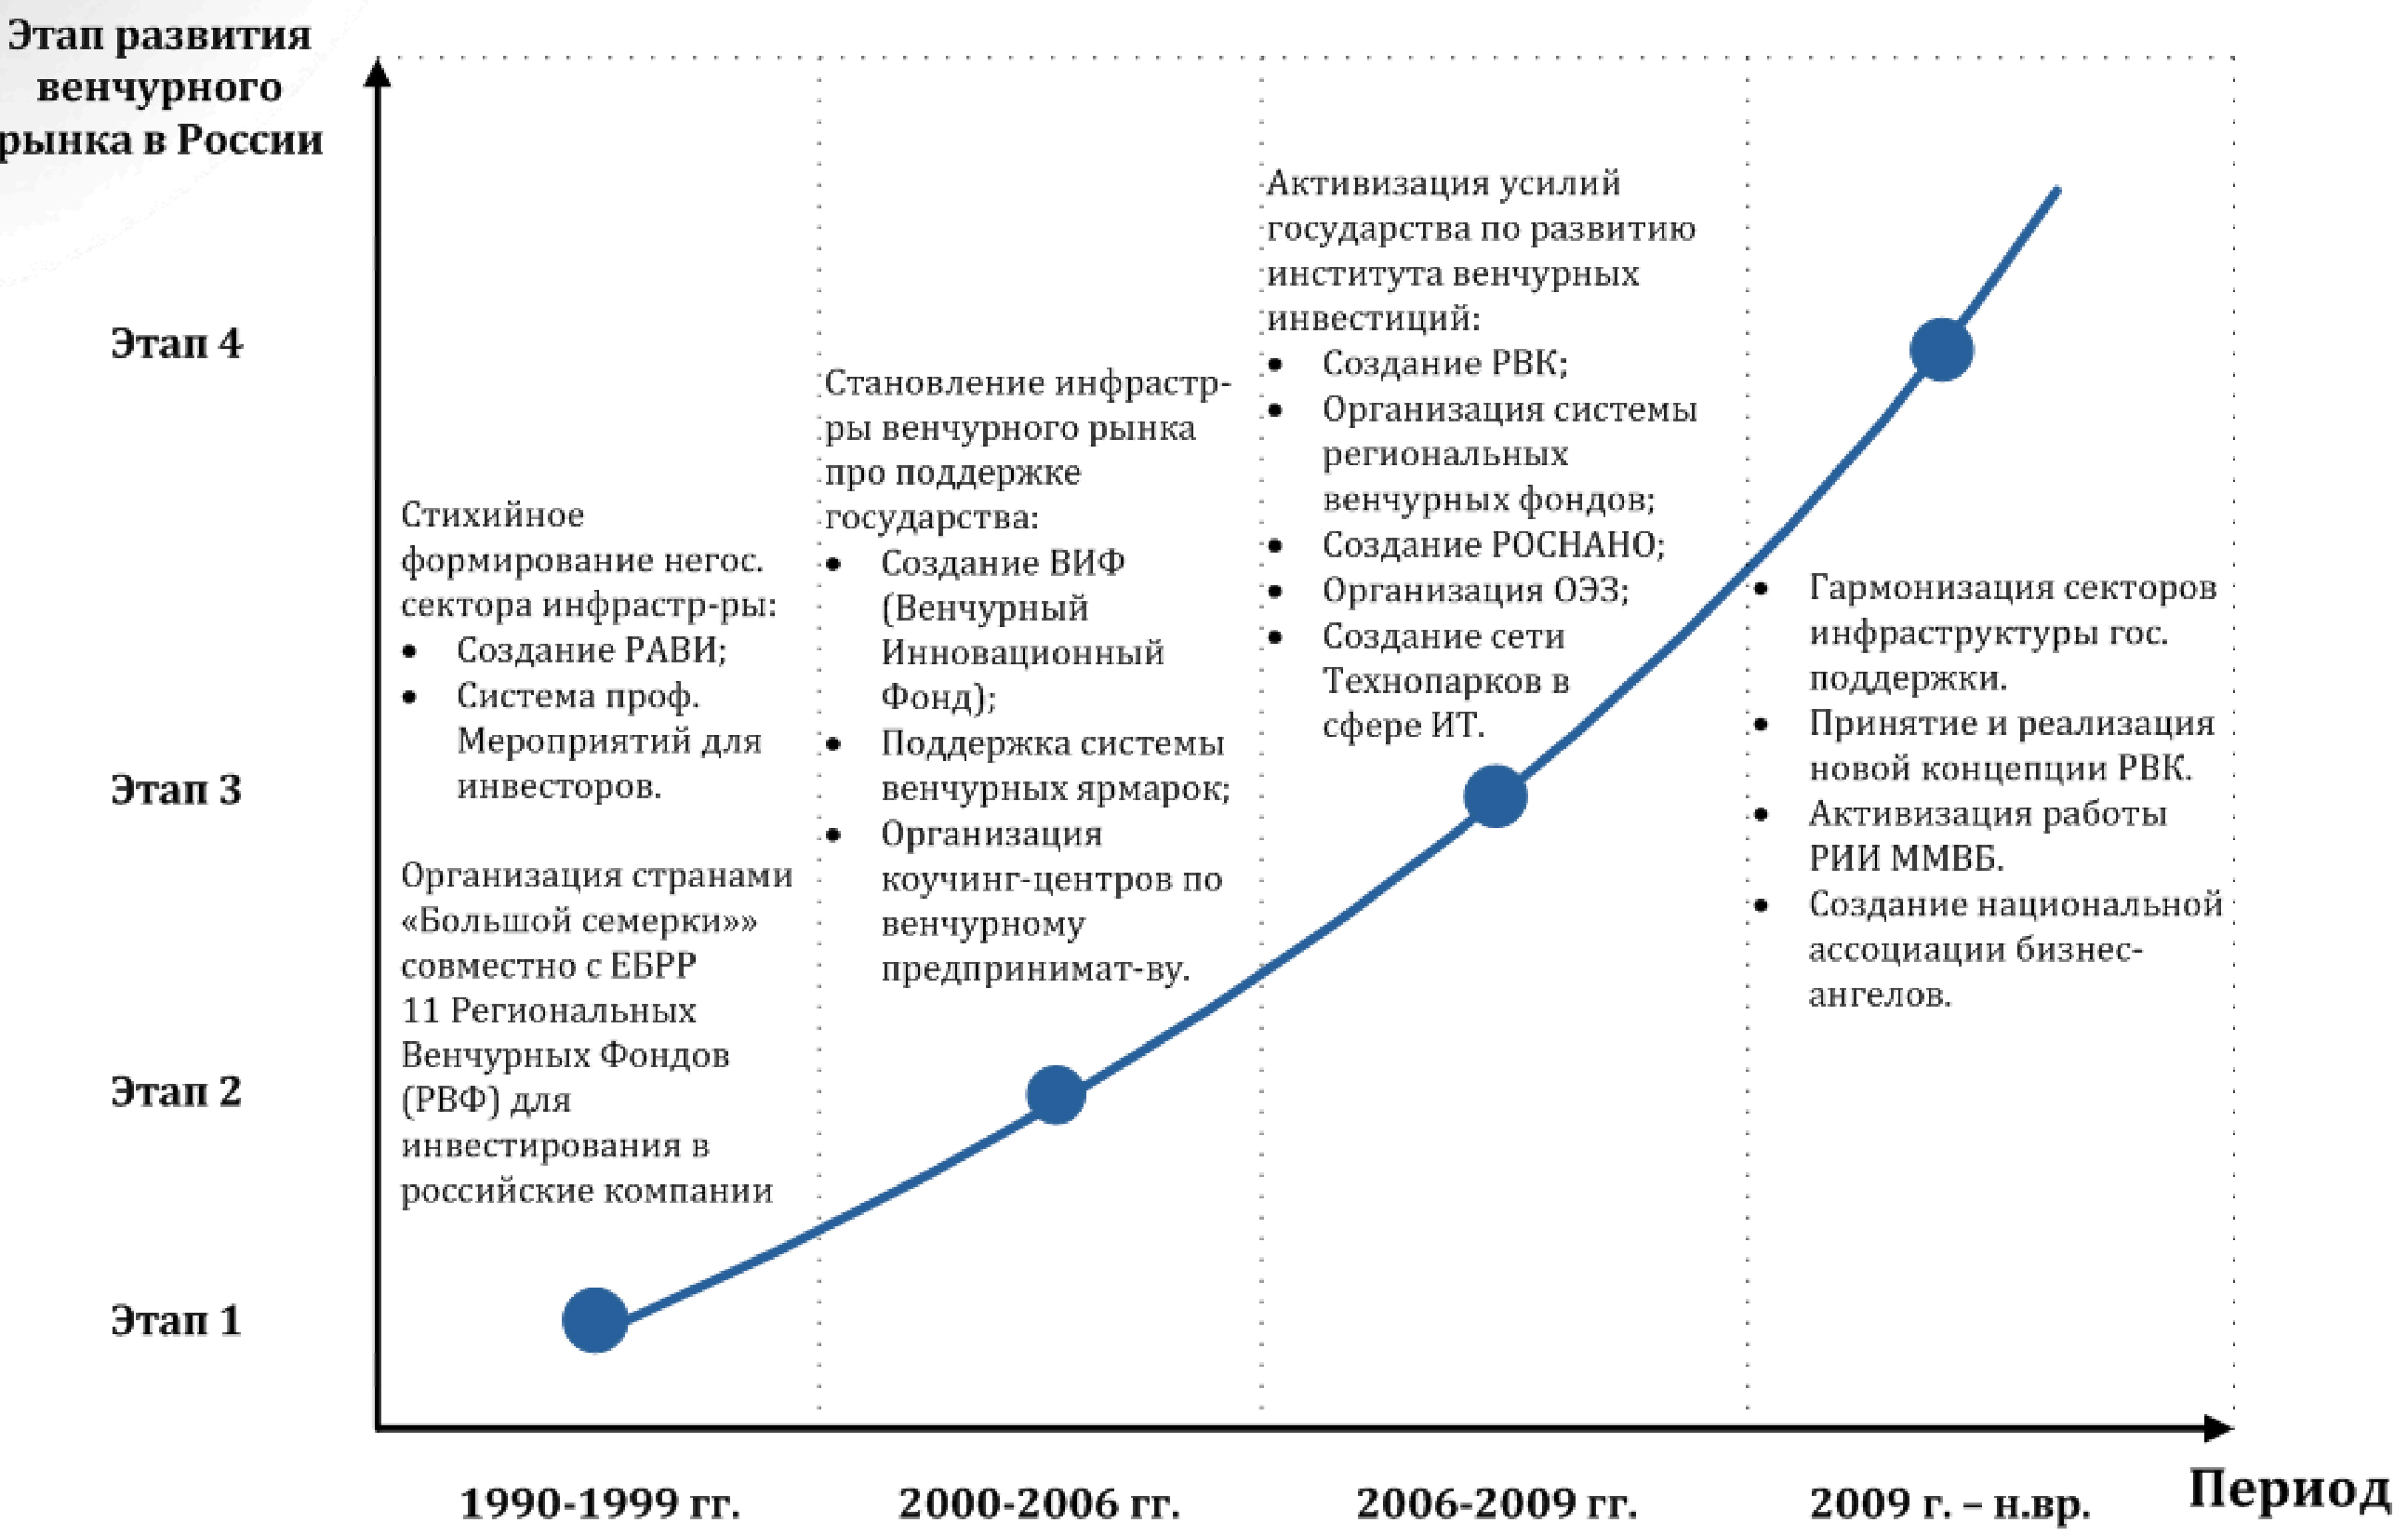 Этап развития
венчурного
рынка в России
Этап 4
Этап 3
Этап 2
Этап 1
Стихийное
формирование негос.
сектора инфрастр-ры:
• Создание РАВИ;
• Система проф.
Мероприятий для
инвесторов.
Организация странами
«Большой семерки»»
совместно с ЕБРР
11 Региональных
Венчурных Фондов
(РВФ) для
инвестирования в
российские компании
Становление инфрастр-
ры венчурного рынка
про поддержке
государства:
• Создание ВИФ
(Венчурный
Инновационный
Фонд);
• Поддержка системы
венчурных ярмарок;
• Организация
коучинг-центров по
венчурному
предпринимат-ву.
Активизация усилий
государства по развитию
института венчурных
инвестиций:
• Создание РВК;
• Организация системы
региональных
венчурных фондов;
• Создание РОСНАНО;
• Организация ОЭЗ;
• Создание сети
Технопарков в
сфере ИТ.
• Гармонизация секторов
инфраструктуры гос.
поддержки.
• Принятие и реализация
новой концепции РВК.
• Активизация работы
РИИ ММВБ.
• Создание национальной
ассоциации бизнес-
ангелов.
1990-1999 гг.
2000-2006 гг.
2006-2009 гг.
2009 г. – н.вр.
Период